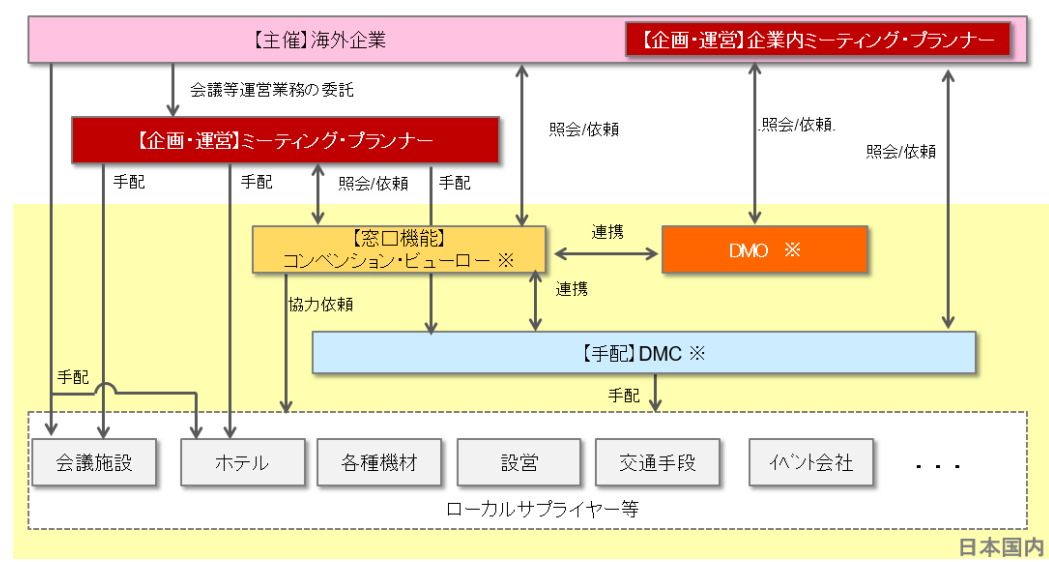 【主催】海外企業
【企画・運営】企業内ミーティング・プランナー
会議等運営業務の委託
照会/依頼
.照会/依頼.
照会/依頼
【企画・運営】ミーティング・プランナー
手配
手配
照会/依頼
手配
【窓口機能】
コンベンション・ビューロー ※
連携
DMO ※
協力依頼
連携
【手配】DMC ※
手配
手配
会議施設
ホテル
各種機材
設営
交通手段
ｲﾍﾞﾝﾄ会社
・・・
ローカルサプライヤー等
日本国内